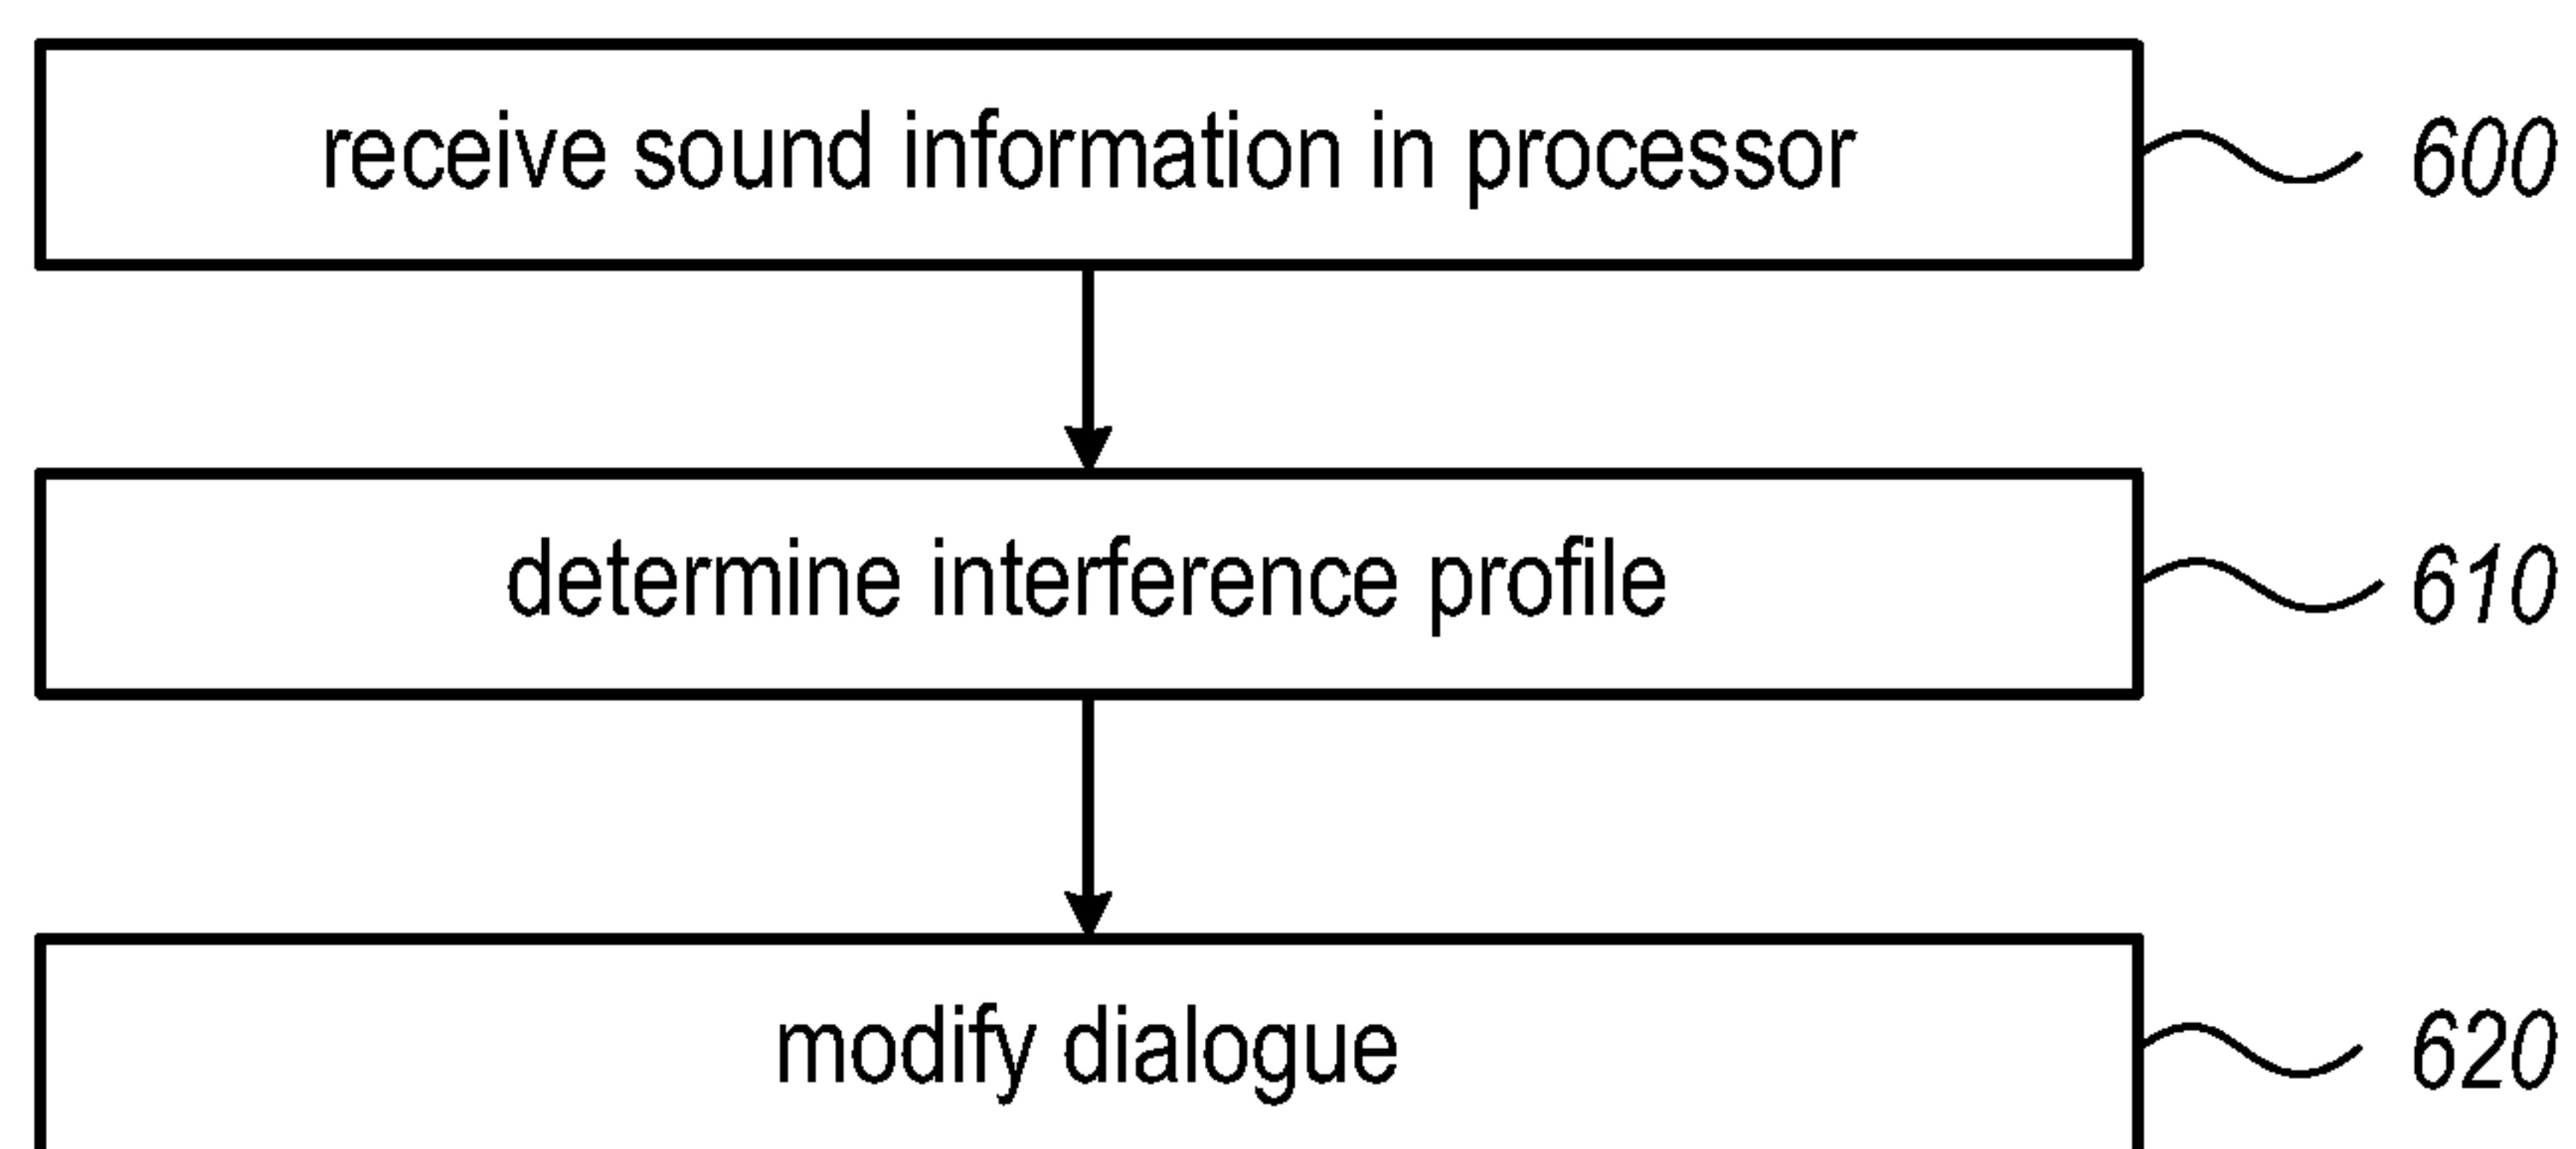 receive sound information in processor 600
determine interference profile 610
modify dialogue 620